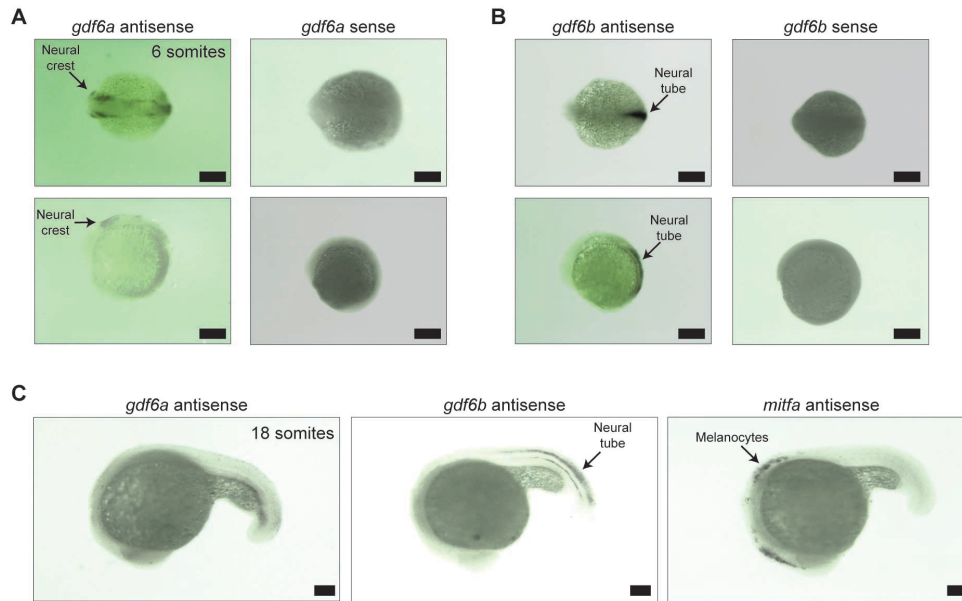 A
gdf6a antisense
gdf6a sense
6 somites
Neural
crest
Neural
crest
B
gdf6b antisense
gdf6b sense
Neural
tube
Neural
tube
C
gdf6a antisense
gdf6b antisense
mitfa antisense
18 somites
Neural
tube
Melanocytes